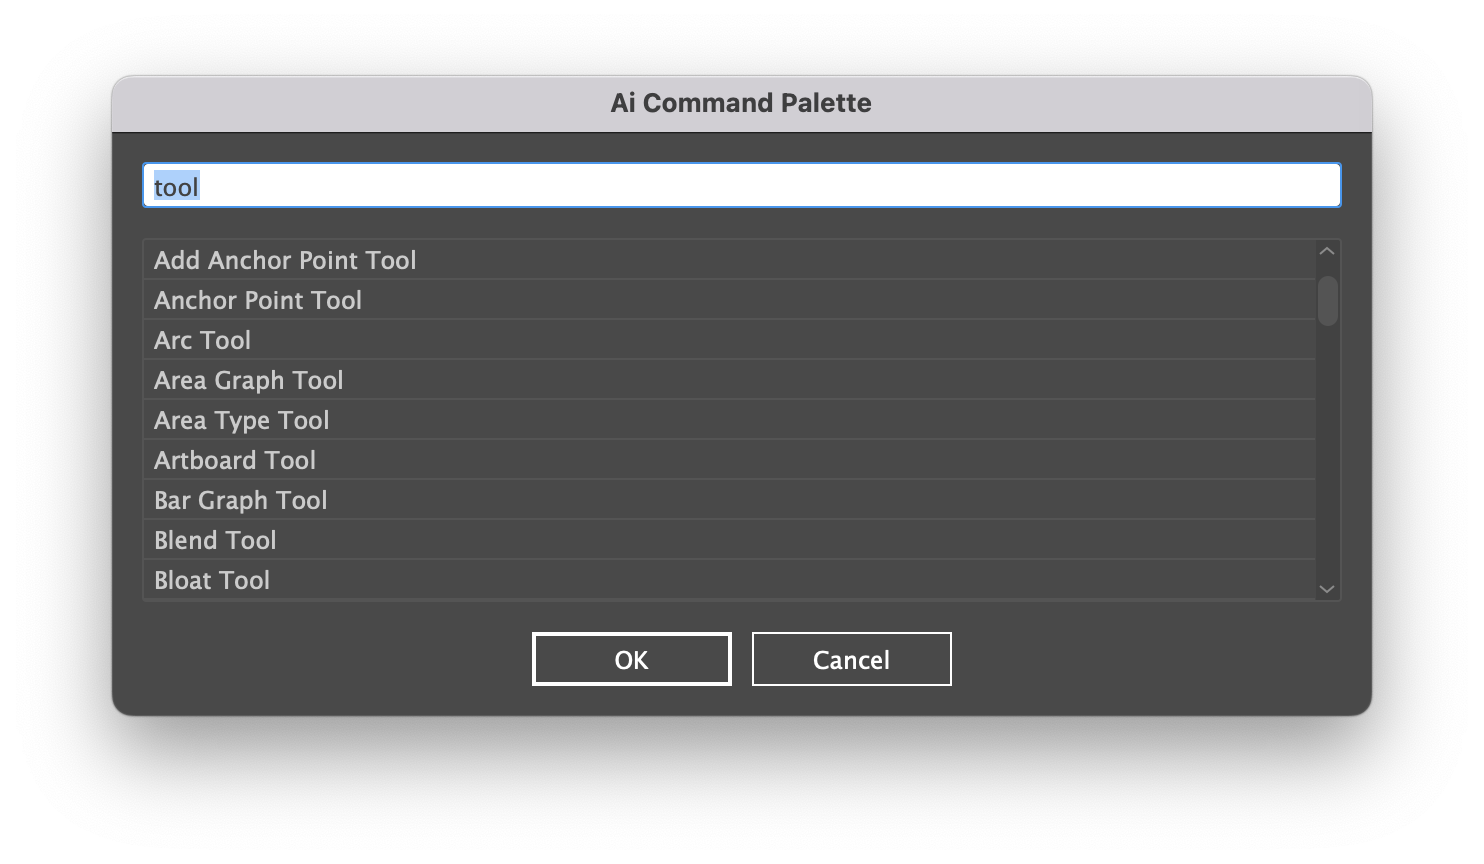 Ai Command Palette
tool
Add Anchor Point Tool
Anchor Point Tool
Arc Tool
Area Graph Tool
Area Type Tool
Artboard Tool
Bar Graph Tool
Blend Tool
Bloat Tool
OK
Cancel